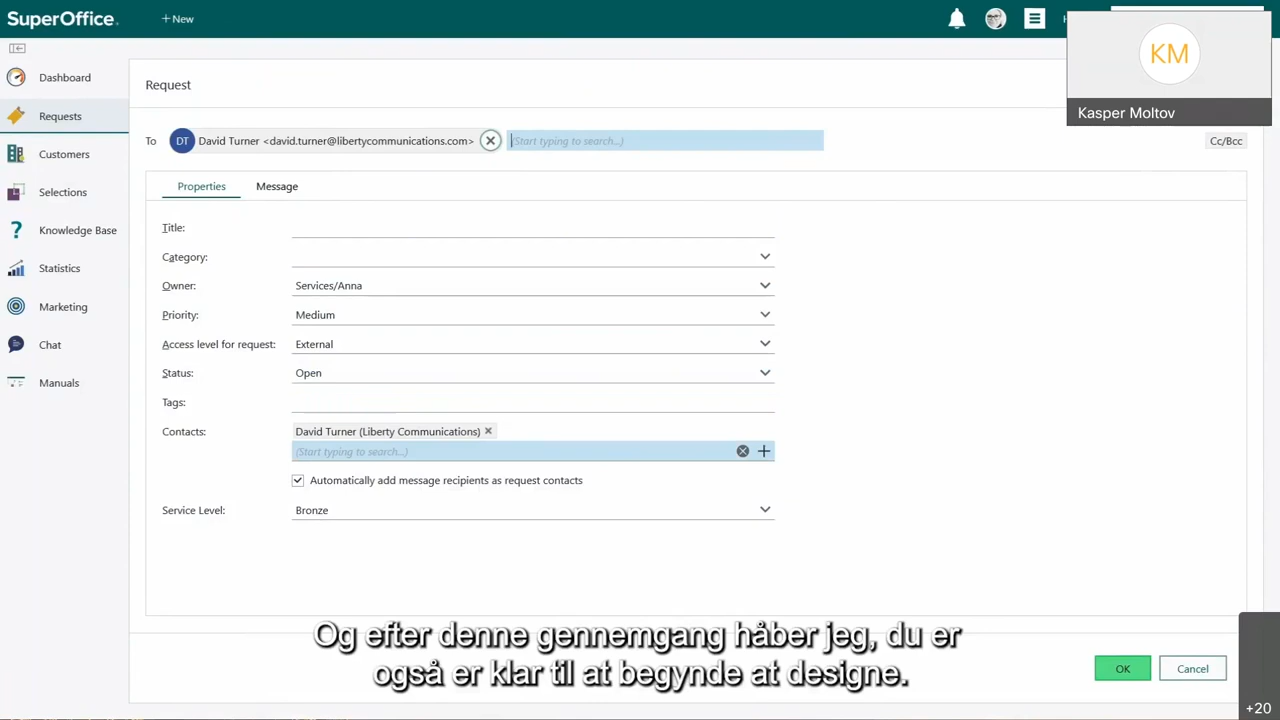 SuperOffice.
+ New
KM
Kasper Moltov
Dashboard
Requests
Customers
Selections
Knowledge Base
Statistics
Marketing
Chat
Manuals
Request
To DT David Turner <david.turner@libertycommunications.com> (Start typing to search...) Cc/Bcc
Properties Message
Title:
Category:
Owner: Services/Anna
Priority: Medium
Access level for request: External
Status: Open
Tags:
Contacts: David Turner (Liberty Communications)
(Start typing to search...)
Automatically add message recipients as request contacts
Service Level: Bronze
Og efter denne gennemgang håber jeg, du er
også er klar til at begynde at designe.
OK Cancel
+20